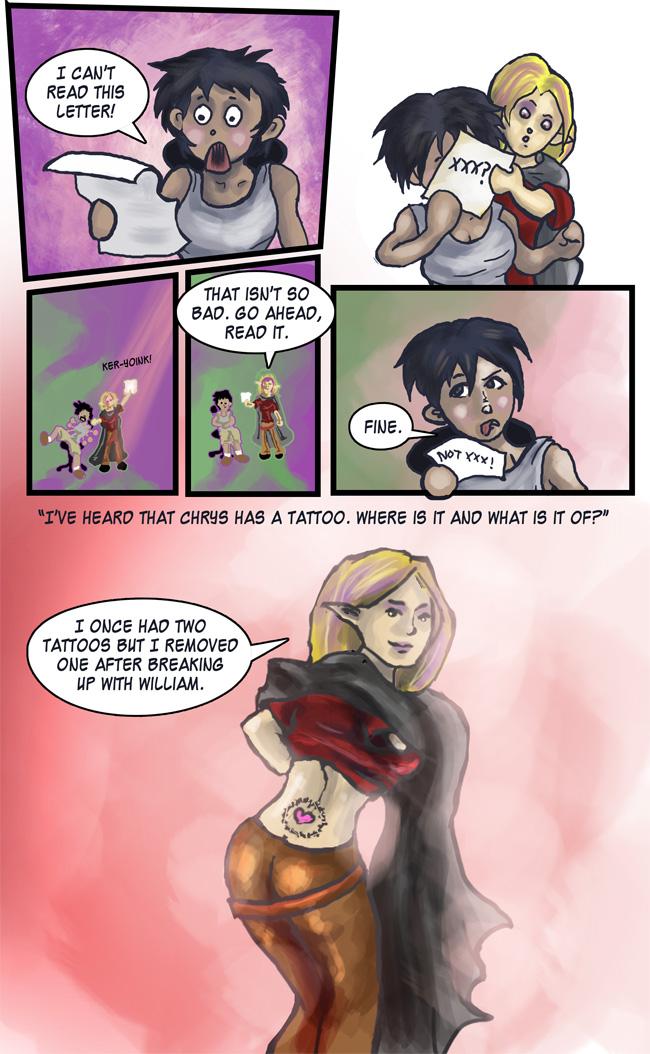 I CAN'T
READ THIS
LETTER!
XXX?
KER-YOINK!
THAT ISN'T SO
BAD. GO AHEAD,
READ IT.
FINE.
NOT XXX!
"I'VE HEARD THAT CHRYS HAS A TATTOO. WHERE IS IT AND WHAT IS IT OF?"
I ONCE HAD TWO
TATTOOS BUT I REMOVED
ONE AFTER BREAKING
UP WITH WILLIAM.